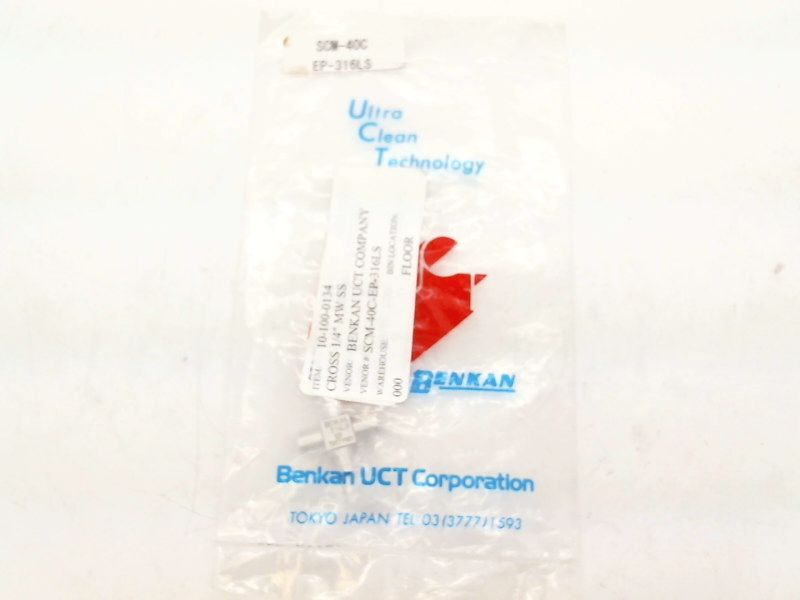 SCM-40C
EP-316LS
Ultra
Clean
Technology
ITEM: 10-100-0134
CROSS 1/4" MW SS
VENOR: BENKAN UCT COMPANY
VENOR # SCM-40C-EP-316LS
WAREHOUSE: BIN LOCATION:
000 FLOOR
BENKAN
Benkan UCT Corporation
TOKYO JAPAN TEL 03(3777)1593